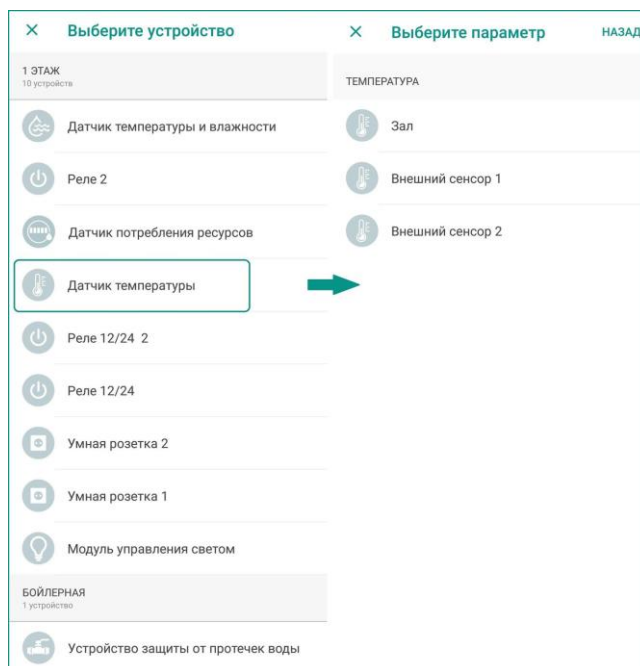 Выберите устройство
1 ЭТАЖ
10 устройств
Датчик температуры и влажности
Реле 2
Датчик потребления ресурсов
Датчик температуры
Реле 12/24 2
Реле 12/24
Умная розетка 2
Умная розетка 1
Модуль управления светом
БОЙЛЕРНАЯ
1 устройство
Устройство защиты от протечек воды
Выберите параметр
НАЗАД
ТЕМПЕРАТУРА
Зал
Внешний сенсор 1
Внешний сенсор 2